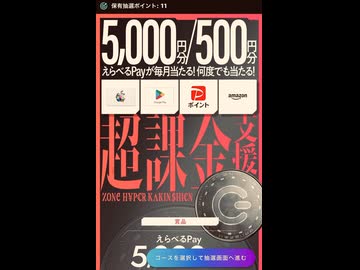 保有抽選ポイント: 11
5,000円分/500円分
えらべるPayが毎月当たる!何度でも当たる!
Google Play
ポイント
amazon
超課金支援
ZONe HYPER KAKIN SHIEN
賞品
えらべるPay
コースを選択して抽選画面へ進む